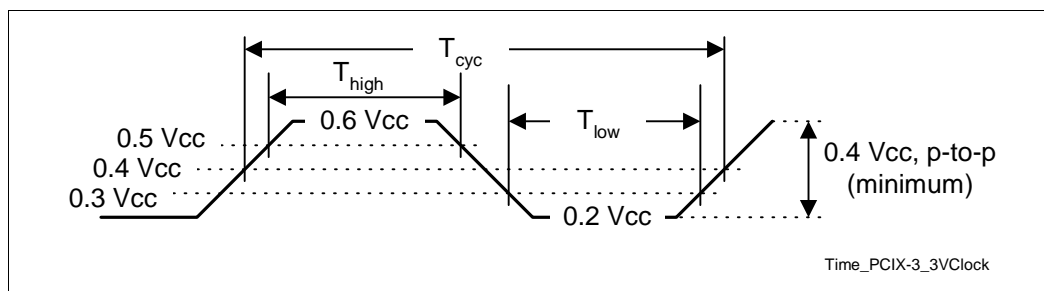 Tcyc
Thigh
0.6 Vcc
Tlow
0.5 Vcc
0.4 Vcc
0.3 Vcc
0.2 Vcc
0.4 Vcc, p-to-p
(minimum)
Time_PCIX-3_3VClock